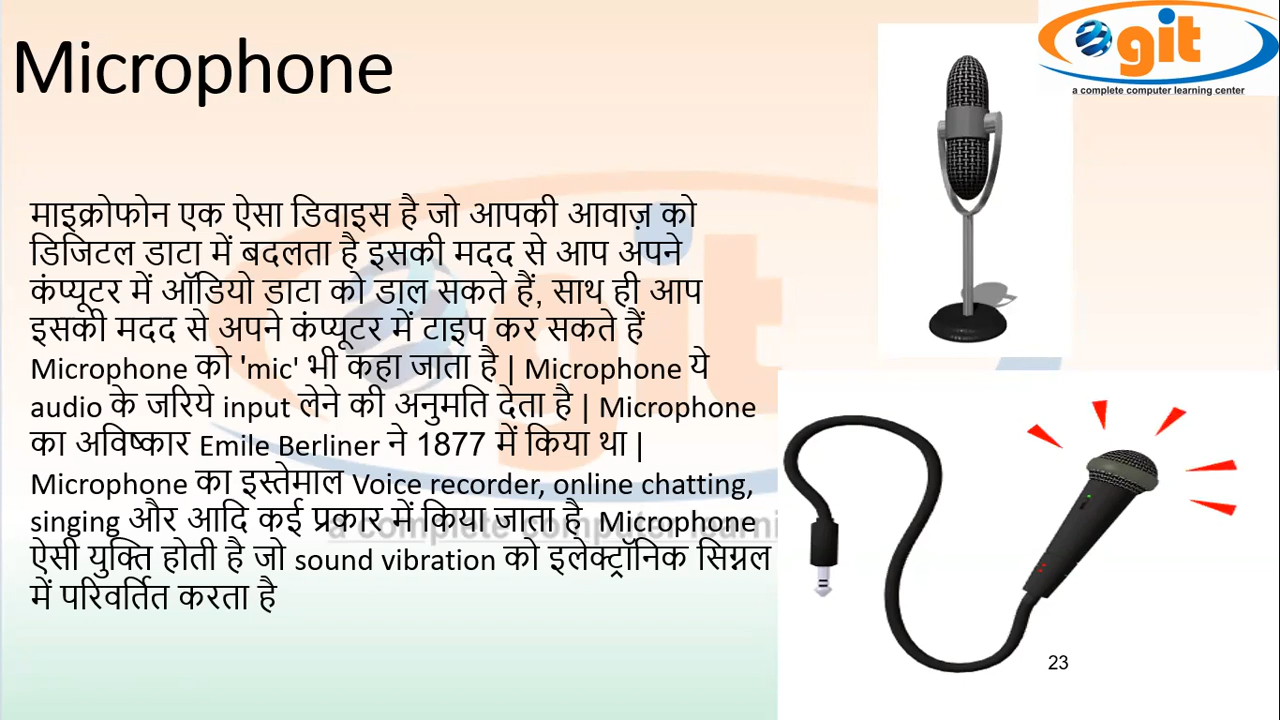 Microphone
egit
a complete computer learning center
माइक्रोफोन एक ऐसा डिवाइस है जो आपकी आवाज़ को
डिजिटल डाटा में बदलता है इसकी मदद से आप अपने
कंप्यूटर में ऑडियो डाटा को डाल सकते हैं, साथ ही आप
इसकी मदद से अपने कंप्यूटर में टाइप कर सकते हैं
Microphone को 'mic' भी कहा जाता है | Microphone ये
audio के जरिये input लेने की अनुमति देता है | Microphone
का अविष्कार Emile Berliner ने 1877 में किया था |
Microphone का इस्तेमाल Voice recorder, online chatting,
singing और आदि कई प्रकार में किया जाता है Microphone
ऐसी युक्ति होती है जो sound vibration को इलेक्ट्रॉनिक सिग्नल
में परिवर्तित करता है
23